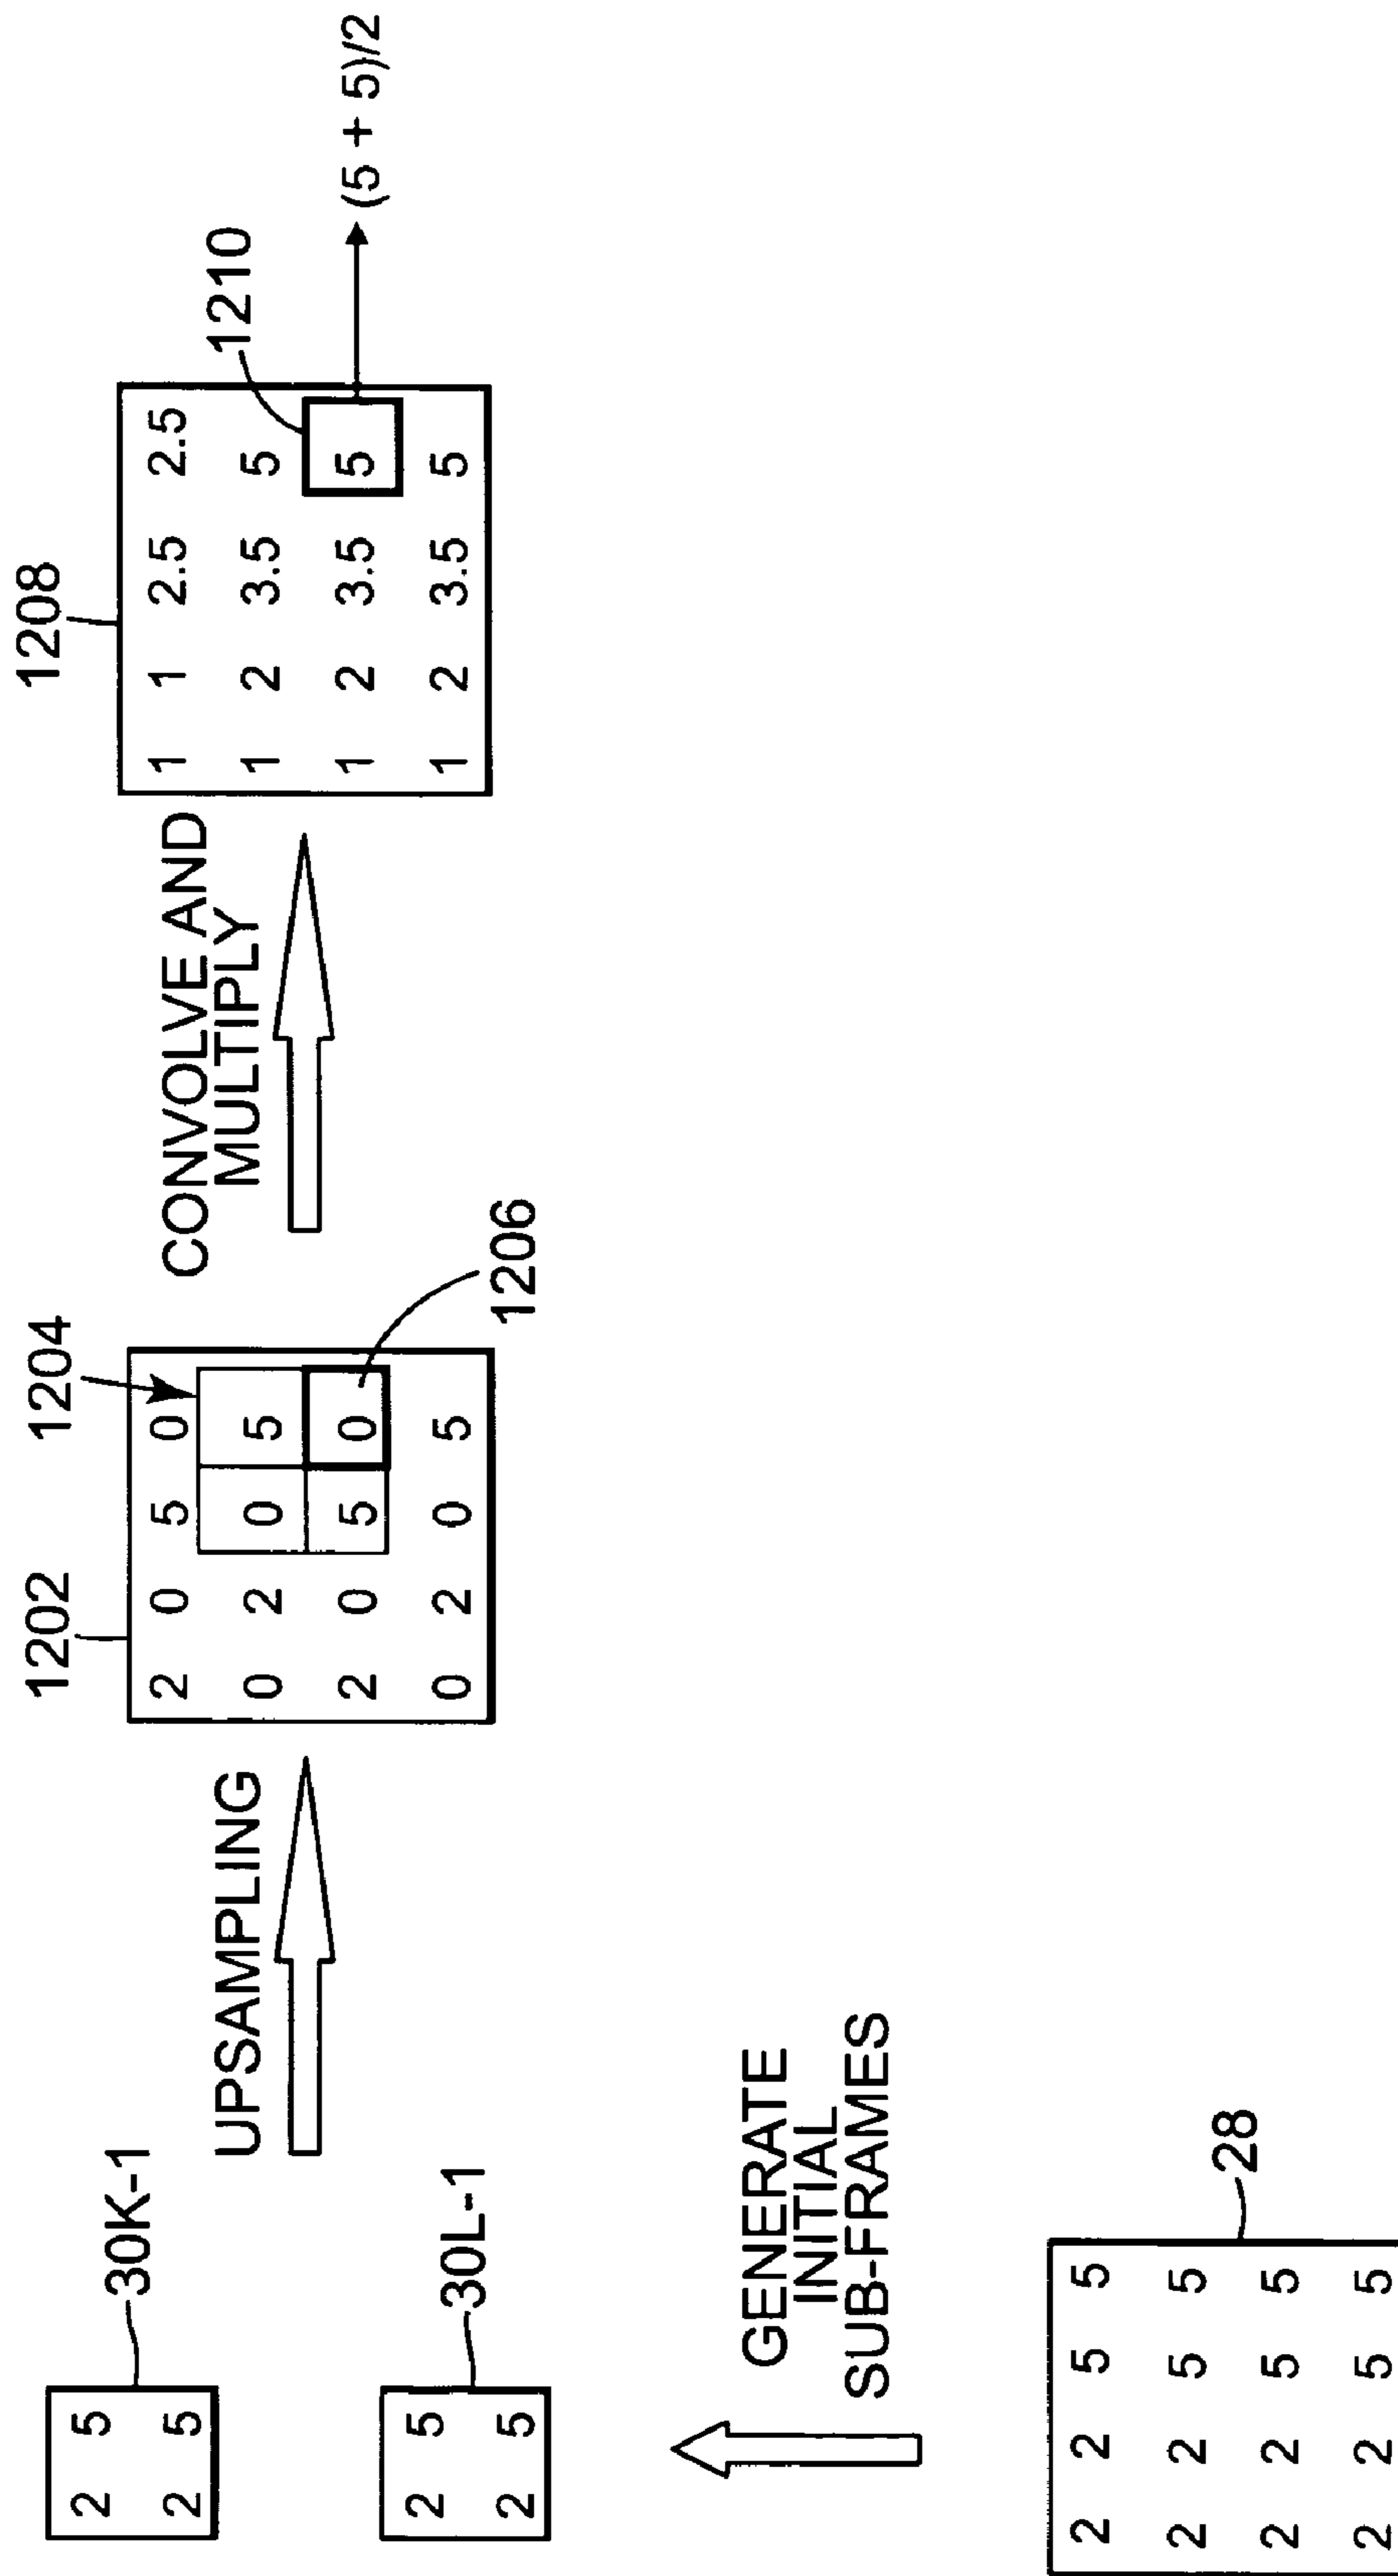 30K-1
2 5
2 5
30L-1
2 5
2 5
GENERATE
INITIAL
SUB-FRAMES
28
2 2 5 5
2 2 5 5
2 2 5 5
2 2 5 5
UPSAMPLING
1202
1204
2 0 5 0
0 2 0 5
2 0 5 0
0 2 0 5
1206
CONVOLVE AND
MULTIPLY
1208
1 1 2.5 2.5
1 2 3.5 5
1 2 3.5 5
1 2 3.5 5
1210
(5 + 5)/2